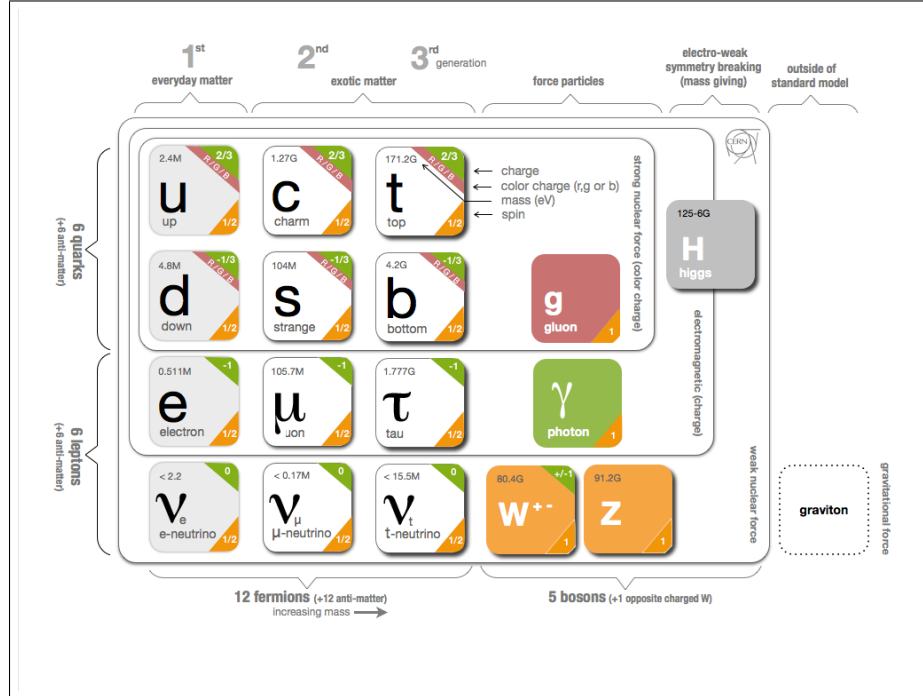 1st
2nd
3rd
generation
everyday matter
exotic matter
force particles
electro-weak
symmetry breaking
(mass giving)
outside of
standard model
CERN
6 quarks
(+6 anti-matter)
2.4M
2/3
R/G/B
u
up
1/2
1.27G
2/3
R/G/B
c
charm
1/2
171.2G
2/3
R/G/B
t
top
1/2
charge
color charge (r,g or b)
mass (eV)
spin
strong nuclear force (color charge)
125-6G
H
higgs
4.8M
-1/3
R/G/B
d
down
1/2
104M
-1/3
R/G/B
s
strange
1/2
4.2G
-1/3
R/G/B
b
bottom
1/2
g
gluon
1
electromagnetic (charge)
6 leptons
(+6 anti-matter)
0.511M
-1
e
electron
1/2
105.7M
-1
μ
uon
1/2
1.777G
-1
τ
tau
1/2
γ
photon
1
weak nuclear force
< 2.2
0
νe
e-neutrino
1/2
< 0.17M
0
νμ
μ-neutrino
1/2
< 15.5M
0
νt
t-neutrino
1/2
80.4G
+/-1
W+-
1
91.2G
Z
1
graviton
gravitational force
12 fermions (+12 anti-matter)
increasing mass
5 bosons (+1 opposite charged W)